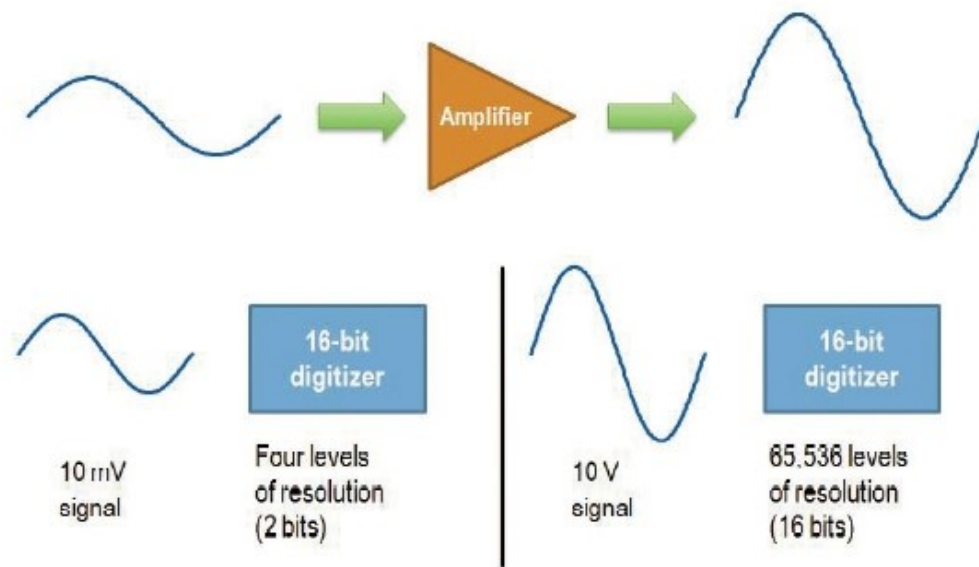 Amplifier
16-bit
digitizer
10 mV
signal
Four levels
of resolution
(2 bits)
16-bit
digitizer
10 V
signal
65,536 levels
of resolution
(16 bits)